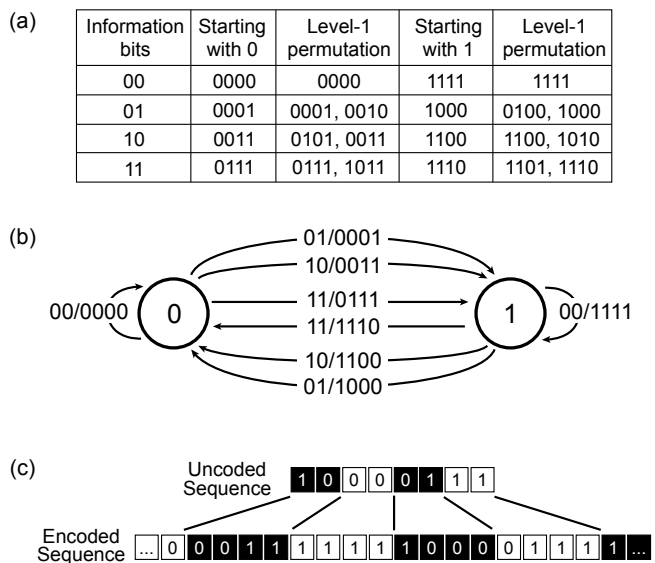 (a)
Information bits Starting with 0 Level-1 permutation Starting with 1 Level-1 permutation
00 0000 0000 1111 1111
01 0001 0001, 0010 1000 0100, 1000
10 0011 0101, 0011 1100 1100, 1010
11 0111 0111, 1011 1110 1101, 1110
(b)
01/0001
10/0011
00/0000 0 11/0111 1 00/1111
11/1110
10/1100
01/1000
(c)
Uncoded Sequence 1 0 0 0 0 1 1 1
Encoded Sequence ... 0 0 0 1 1 1 1 1 1 1 0 0 0 0 1 1 1 1 ...